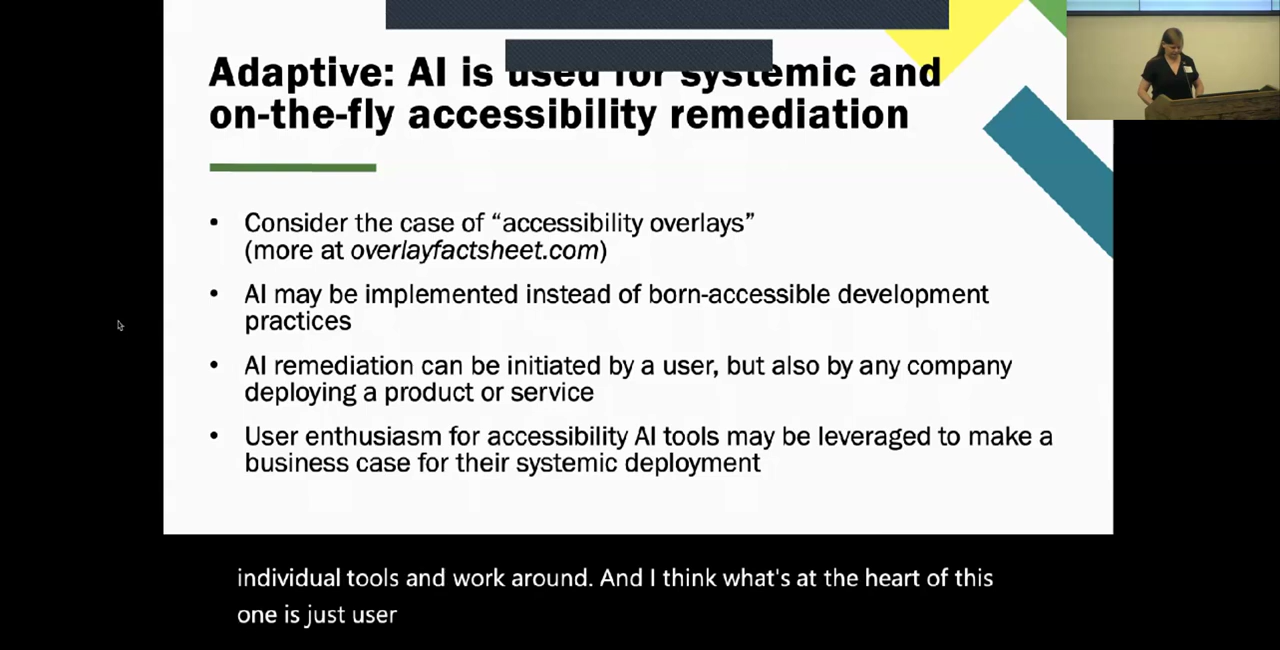 Adaptive: AI is used for systemic and
on-the-fly accessibility remediation
• Consider the case of “accessibility overlays”
(more at overlayfactsheet.com)
• AI may be implemented instead of born-accessible development
practices
• AI remediation can be initiated by a user, but also by any company
deploying a product or service
• User enthusiasm for accessibility AI tools may be leveraged to make a
business case for their systemic deployment
individual tools and work around. And I think what's at the heart of this
one is just user